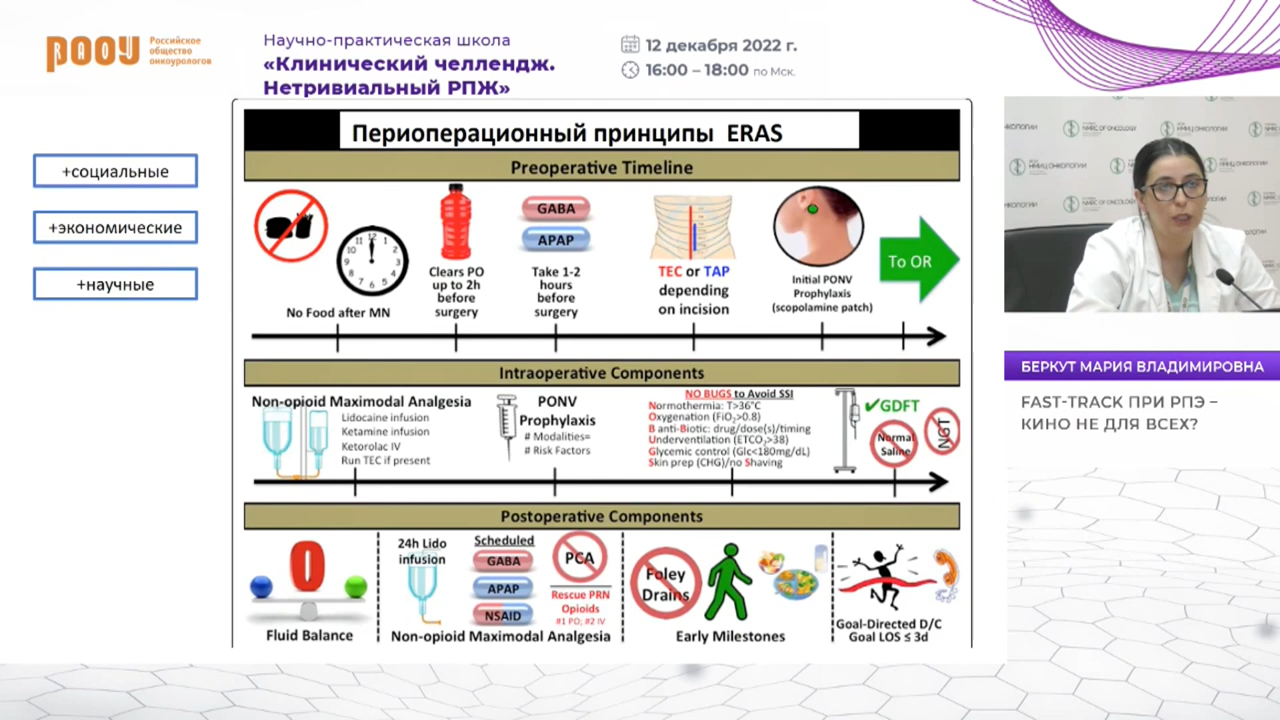 РООУ
Российское
общество
онкоурологов
Научно-практическая школа
«Клинический челлендж.
Нетривиальный РПЖ»
12 декабря 2022 г.
16:00 – 18:00 по Мск.
+социальные
+экономические
+научные
Периоперационный принципы ERAS
Preoperative Timeline
No Food after MN
Clears PO
up to 2h
before
surgery
GABA
APAP
Take 1-2
hours
before
surgery
TEC or TAP
depending
on incision
Initial PONV
Prophylaxis
(scopolamine patch)
To OR
Intraoperative Components
Non-opioid Maximodal Analgesia
Lidocaine infusion
Ketamine infusion
Ketorolac IV
Run TEC if present
PONV
Prophylaxis
# Modalities=
# Risk Factors
NO BUGS to Avoid SSI
Normothermia: T>36°C
Oxygenation (FiO2>0.8)
B anti-Biotic: drug/dose(s)/timing
Underventilation (ETCO2>38)
Glycemic control (Glc<180mg/dL)
Skin prep (CHG)/no Shaving
✔GDFT
Normal
Saline
NGT
Postoperative Components
0
Fluid Balance
24h Lido
infusion
Scheduled
GABA
APAP
NSAID
PCA
Rescue PRN
Opioids
#1 PO; #2 IV
Non-opioid Maximodal Analgesia
Foley
Drains
Early Milestones
Goal-Directed D/C
Goal LOS ≤ 3d
NMRC OF ONCOLOGY
НМИЦ ОНКОЛОГИИ
БЕРКУТ МАРИЯ ВЛАДИМИРОВНА
FAST-TRACK ПРИ РПЭ –
КИНО НЕ ДЛЯ ВСЕХ?